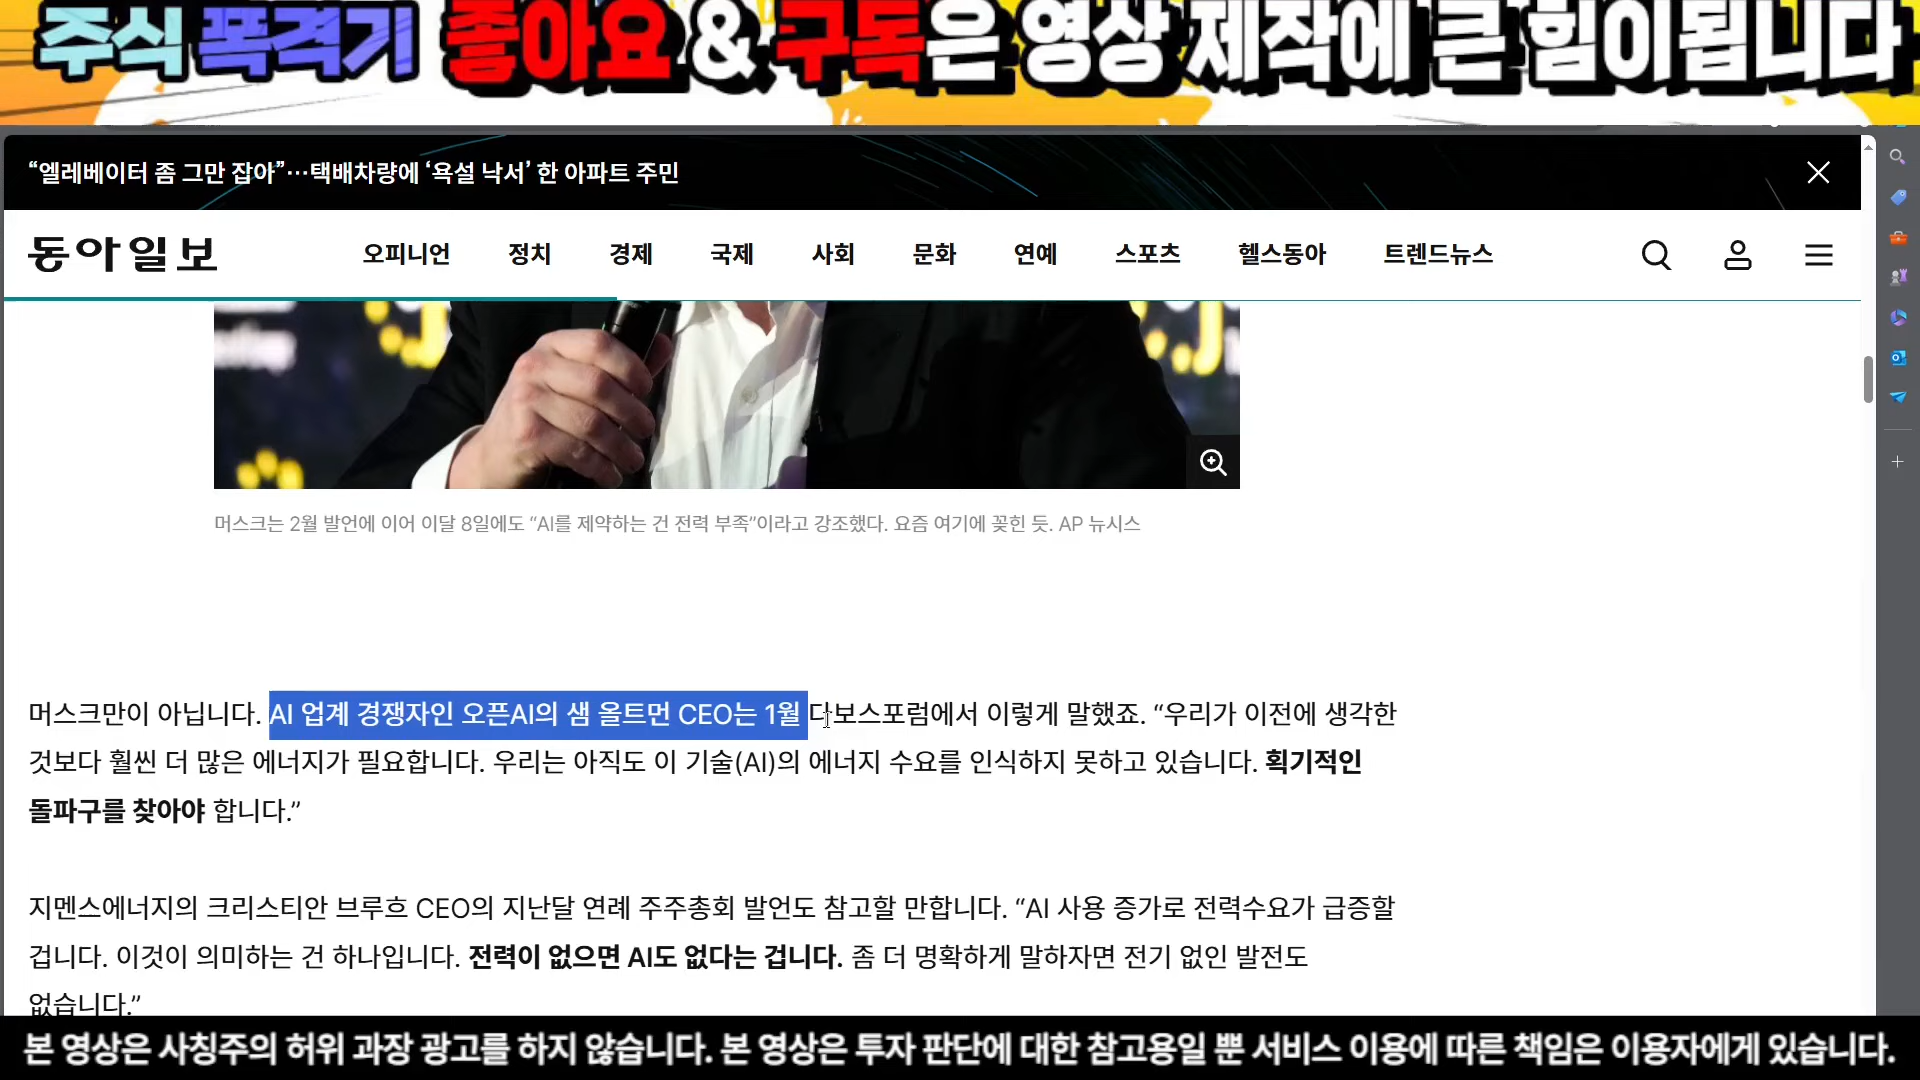 주식 폭격기 좋아요 & 구독은 영상 제작에 큰 힘이됩니다
“엘레베이터 좀 그만 잡아”…택배차량에 ‘욕설 낙서’ 한 아파트 주민
동아일보 오피니언 정치 경제 국제 사회 문화 연예 스포츠 헬스동아 트렌드뉴스
머스크는 2월 발언에 이어 이달 8일에도 “AI를 제약하는 건 전력 부족”이라고 강조했다. 요즘 여기에 꽂힌 듯. AP 뉴시스
머스크만이 아닙니다. AI 업계 경쟁자인 오픈AI의 샘 올트먼 CEO는 1월 다보스포럼에서 이렇게 말했죠. “우리가 이전에 생각한
것보다 훨씬 더 많은 에너지가 필요합니다. 우리는 아직도 이 기술(AI)의 에너지 수요를 인식하지 못하고 있습니다. 획기적인
돌파구를 찾아야 합니다.”
지멘스에너지의 크리스티안 브루흐 CEO의 지난달 연례 주주총회 발언도 참고할 만합니다. “AI 사용 증가로 전력수요가 급증할
겁니다. 이것이 의미하는 건 하나입니다. 전력이 없으면 AI도 없다는 겁니다. 좀 더 명확하게 말하자면 전기 없인 발전도
없습니다.”
본 영상은 사칭주의 허위 과장 광고를 하지 않습니다. 본 영상은 투자 판단에 대한 참고용일 뿐 서비스 이용에 따른 책임은 이용자에게 있습니다.